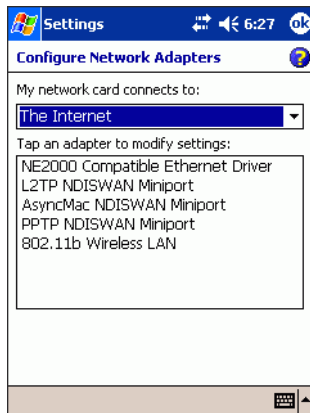 Settings 6:27 ok
Configure Network Adapters ?
My network card connects to:
The Internet
Tap an adapter to modify settings:
NE2000 Compatible Ethernet Driver
L2TP NDISWAN Miniport
AsyncMac NDISWAN Miniport
PPTP NDISWAN Miniport
802.11b Wireless LAN